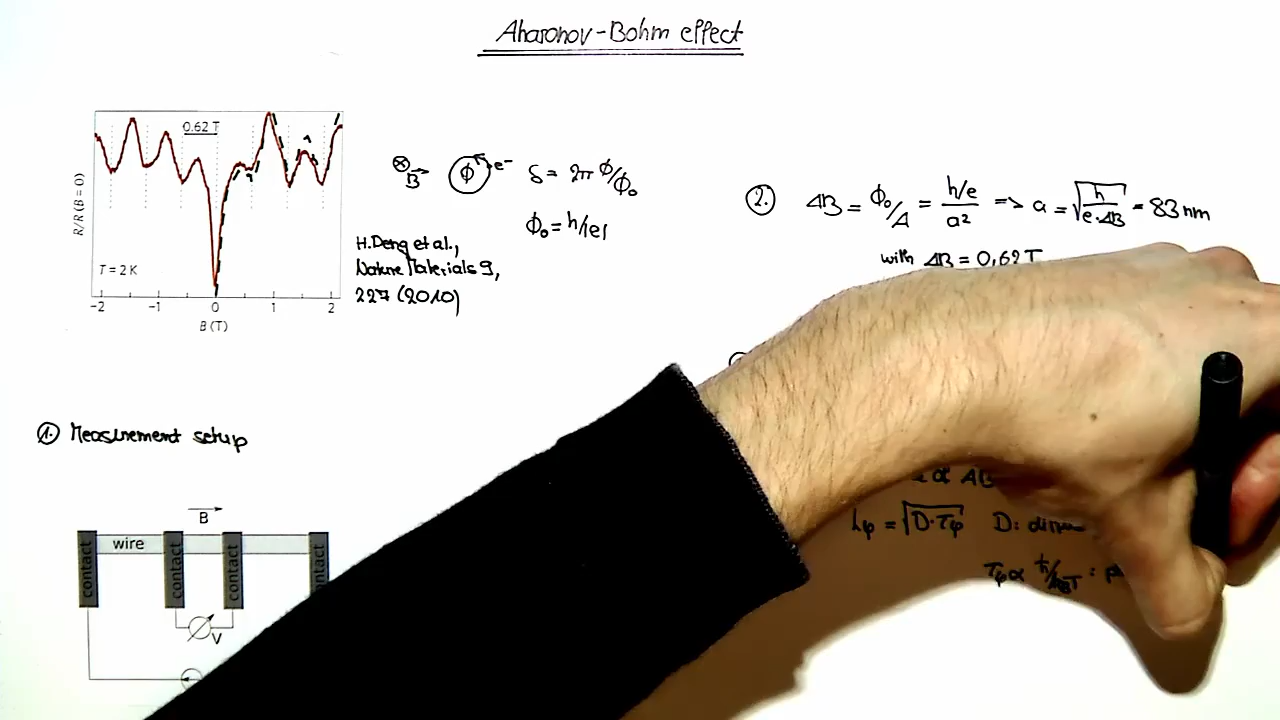 Aharonov-Bohm effect
0.62 T
R/R(B=0)
T = 2 K
-2 -1 0 1 2
B(T)
H. Deng et al.,
Nature Materials 9,
227 (2010)
⊗ B→ Φ e⁻ δ = 2π Φ/Φ₀
Φ₀ = h/|e|
① Measurement setup
B
wire
contact contact contact contact
V
② ΔB = Φ₀/A = (h/e)/a² => a = √(h/(e·ΔB)) = 83 nm
with ΔB = 0,62 T
Lφ = √(D·τφ) D: